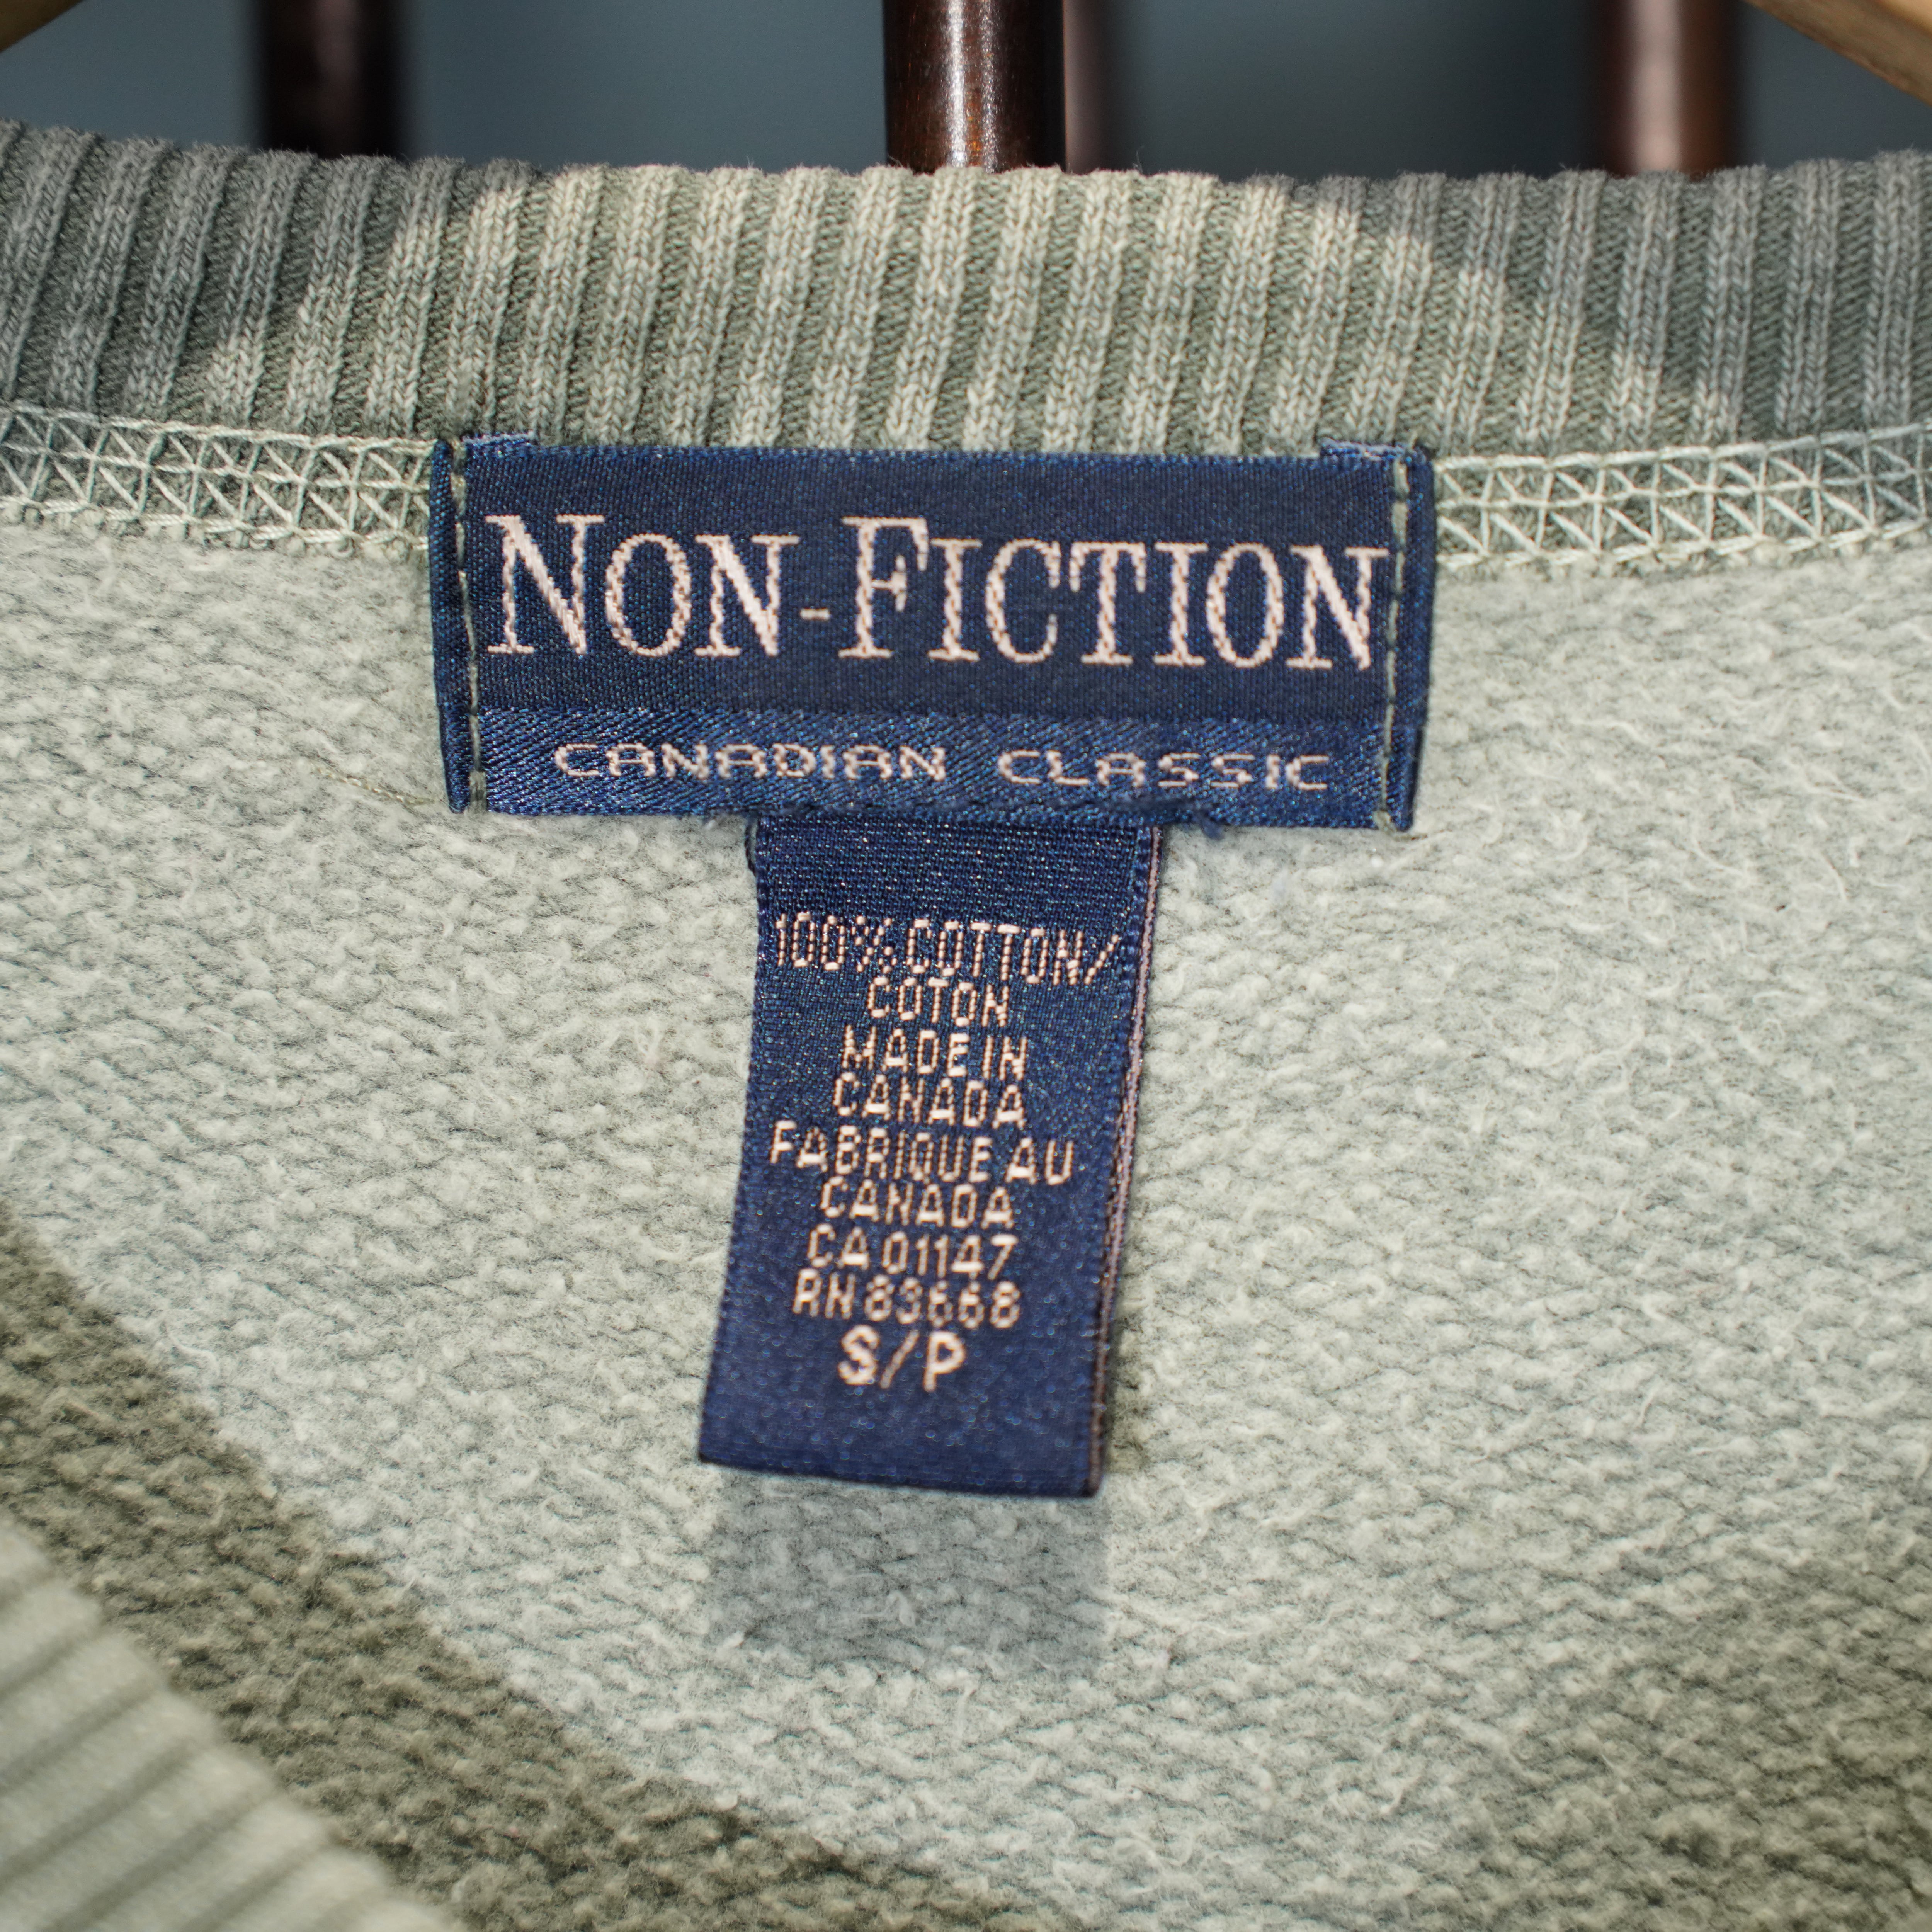 NON-FICTION
CANADIAN CLASSIC
100% COTTON/
COTON
MADE IN
CANADA
FABRIQUE AU
CANADA
CA 01147
RN 83668
S/P